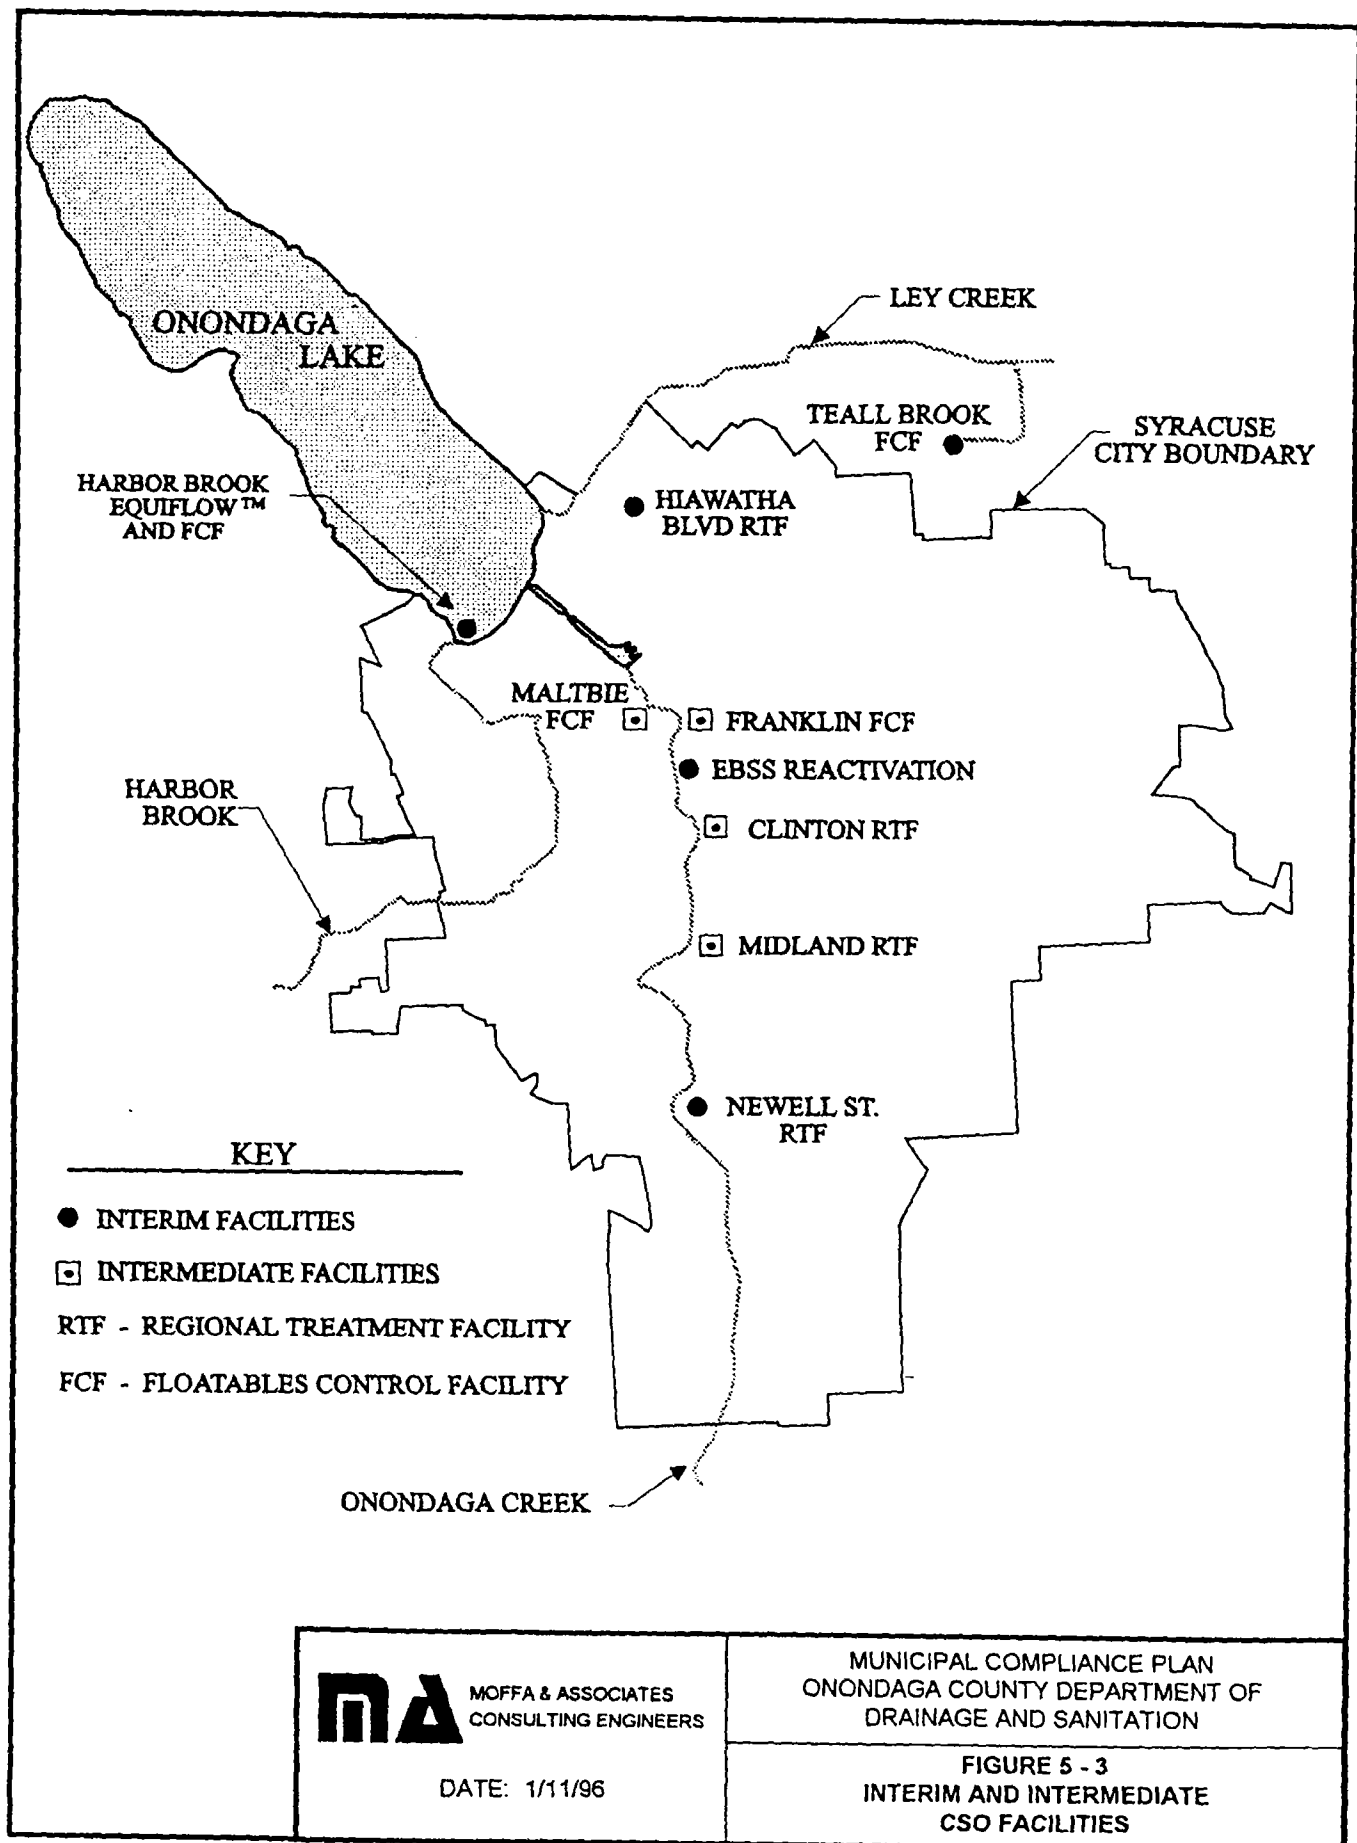 ONONDAGA
LAKE
LEY CREEK
TEALL BROOK
FCF
SYRACUSE
CITY BOUNDARY
HARBOR BROOK
EQUIFLOW™
AND FCF
HIAWATHA
BLVD RTF
MALTBIE
FCF
FRANKLIN FCF
EBSS REACTIVATION
HARBOR
BROOK
CLINTON RTF
MIDLAND RTF
NEWELL ST.
RTF
KEY
INTERIM FACILITIES
INTERMEDIATE FACILITIES
RTF - REGIONAL TREATMENT FACILITY
FCF - FLOATABLES CONTROL FACILITY
ONONDAGA CREEK
MA
MOFFA & ASSOCIATES
CONSULTING ENGINEERS
DATE: 1/11/96
MUNICIPAL COMPLIANCE PLAN
ONONDAGA COUNTY DEPARTMENT OF
DRAINAGE AND SANITATION
FIGURE 5 - 3
INTERIM AND INTERMEDIATE
CSO FACILITIES